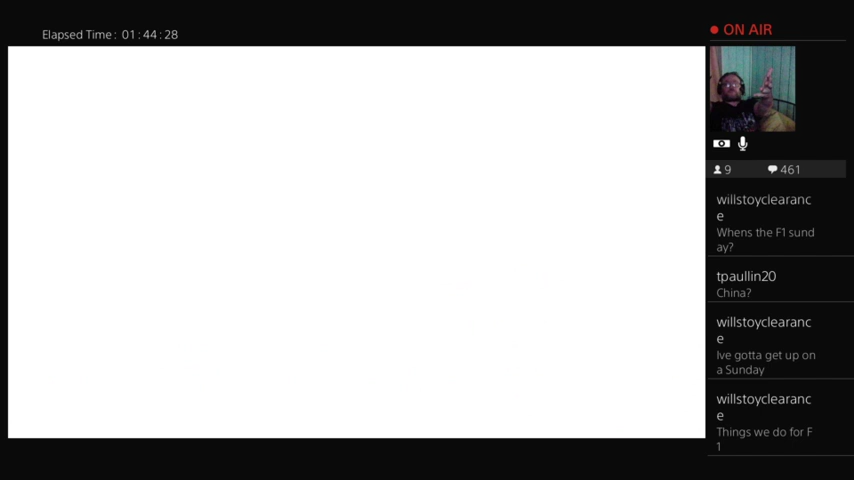 Elapsed Time: 01:44:28
ON AIR
9 461
willstoyclearanc
e
Whens the F1 sund
ay?
tpaullin20
China?
willstoyclearanc
e
Ive gotta get up on
a Sunday
willstoyclearanc
e
Things we do for F
1